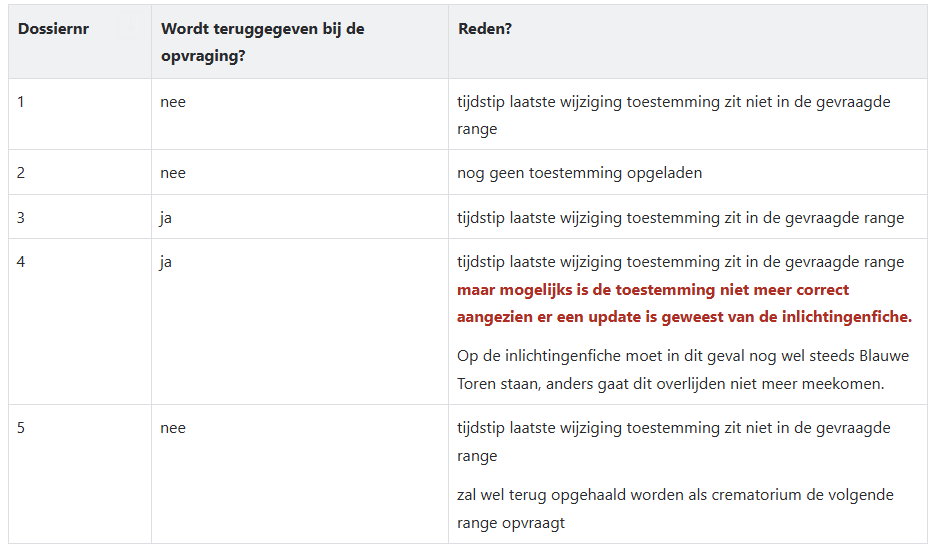 Dossiernr
Wordt teruggegeven bij de
opvraging?
Reden?
1
nee
tijdstip laatste wijziging toestemming zit niet in de gevraagde
range
2
nee
nog geen toestemming opgeladen
3
ja
tijdstip laatste wijziging toestemming zit in de gevraagde range
4
ja
tijdstip laatste wijziging toestemming zit in de gevraagde range
maar mogelijks is de toestemming niet meer correct
aangezien er een update is geweest van de inlichtingenfiche.
Op de inlichtingenfiche moet in dit geval nog wel steeds Blauwe
Toren staan, anders gaat dit overlijden niet meer meekomen.
5
nee
tijdstip laatste wijziging toestemming zit niet in de gevraagde
range
zal wel terug opgehaald worden als crematorium de volgende
range opvraagt